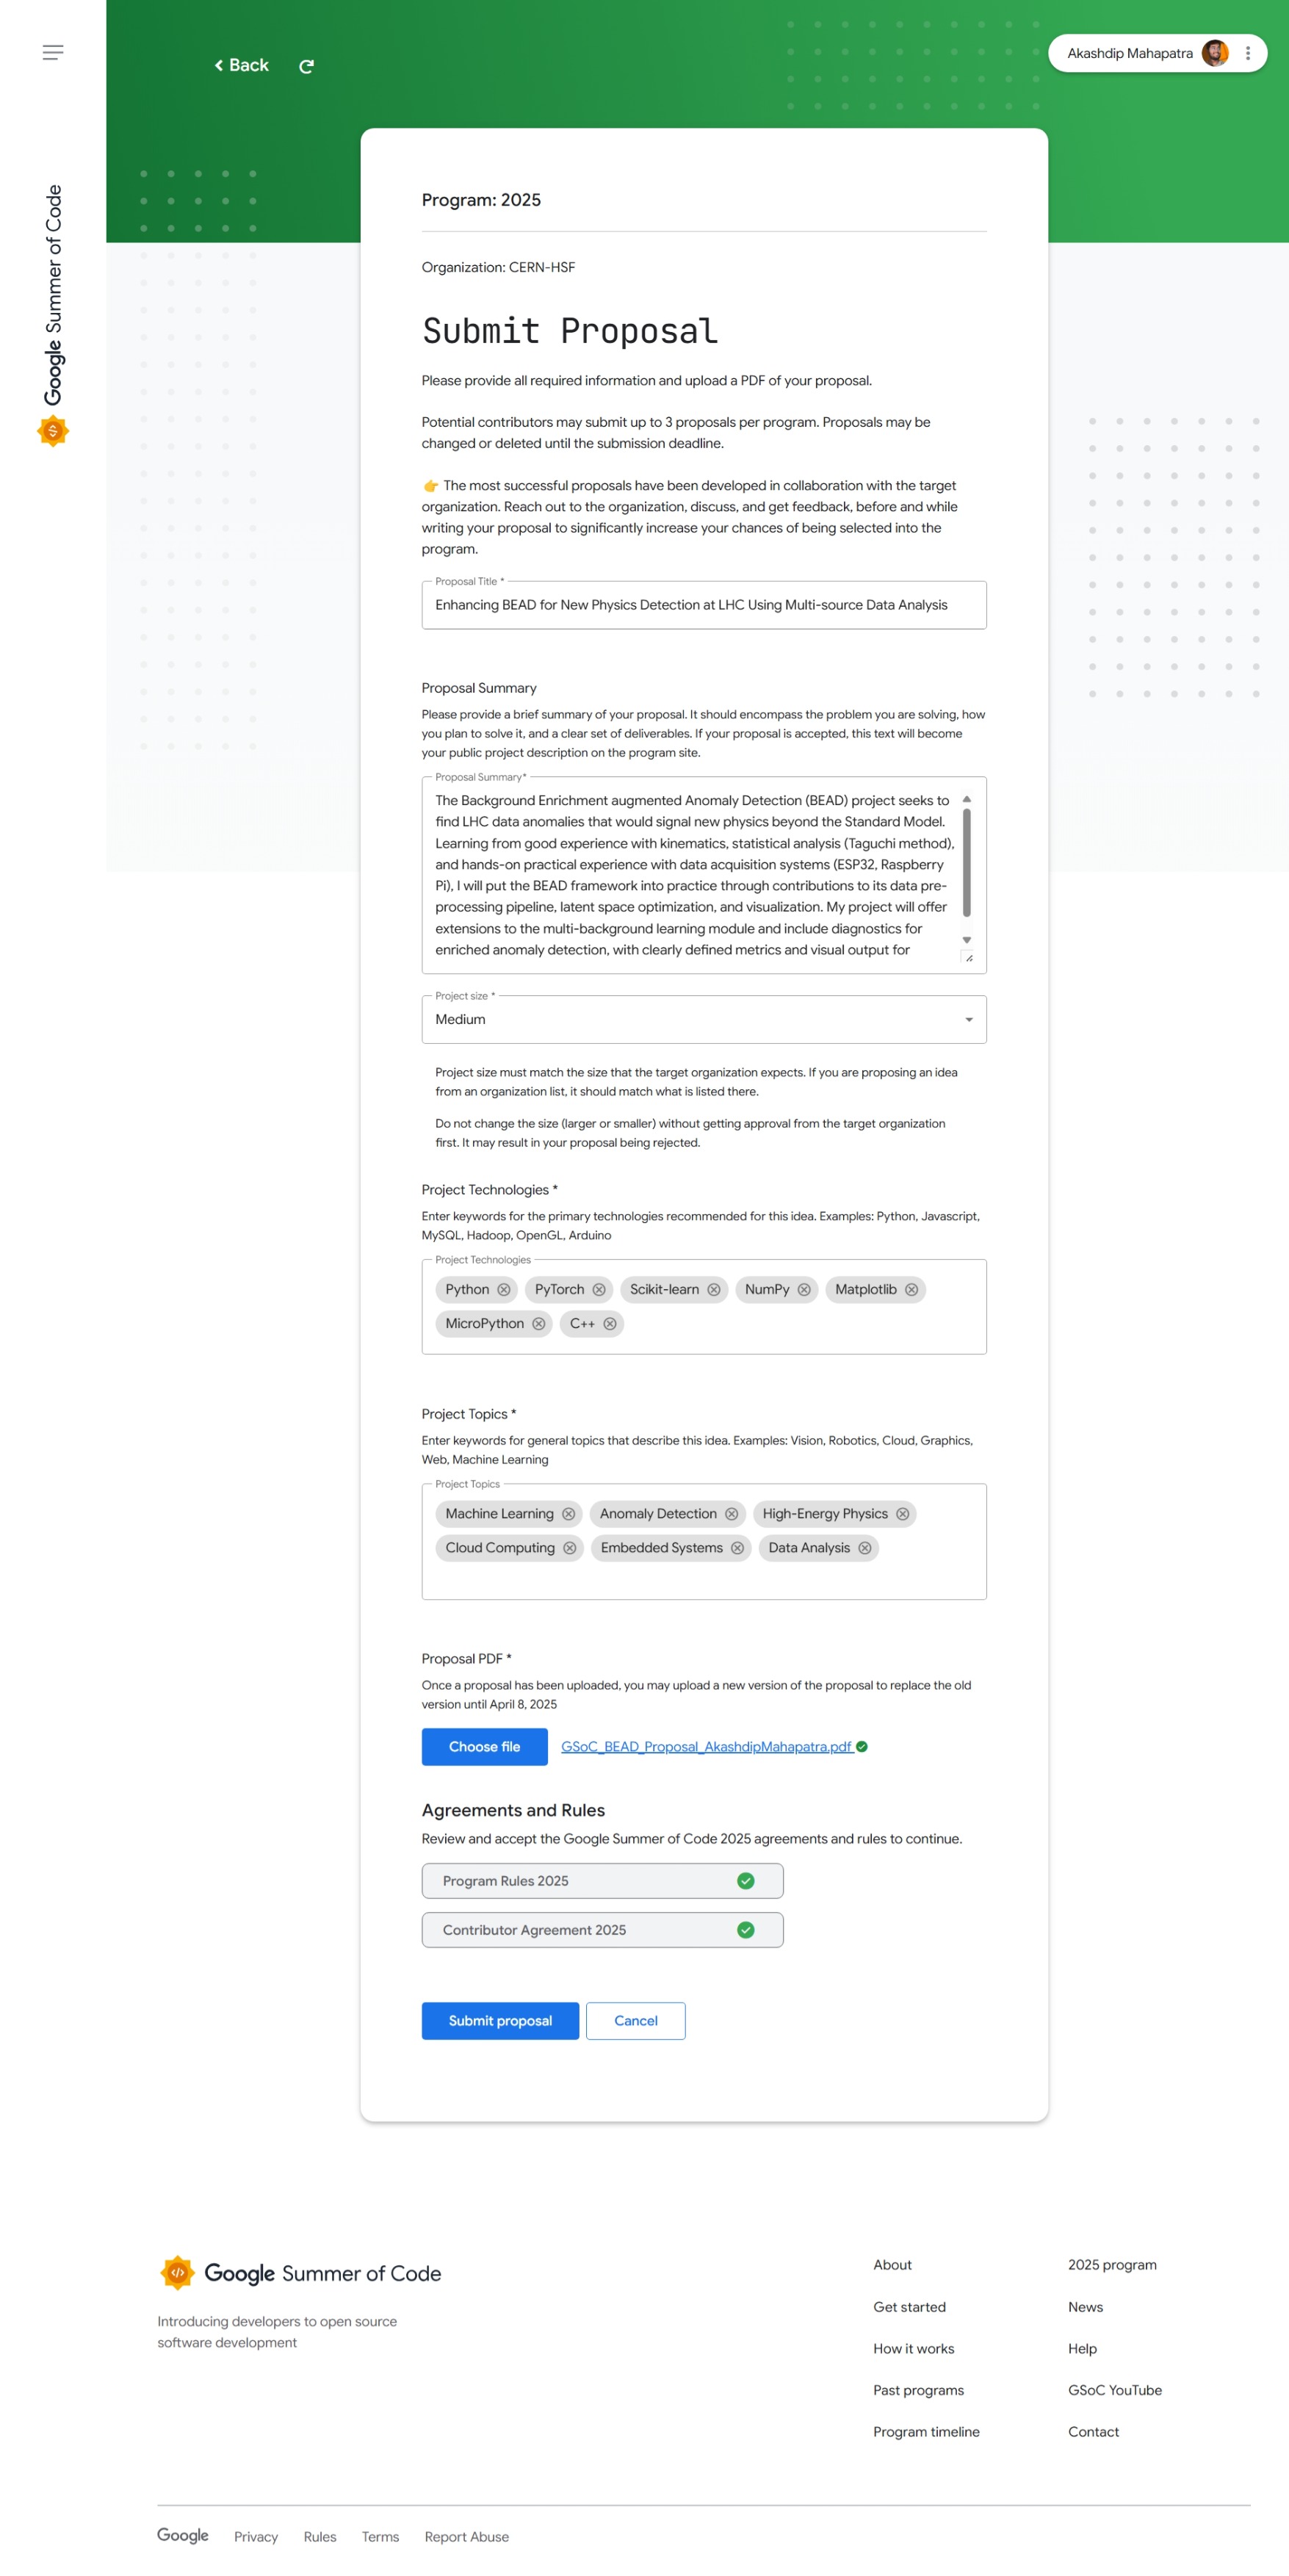 Back
Akashdip Mahapatra
Google Summer of Code
Program: 2025
Organization: CERN-HSF
Submit Proposal
Please provide all required information and upload a PDF of your proposal.
Potential contributors may submit up to 3 proposals per program. Proposals may be
changed or deleted until the submission deadline.
👉 The most successful proposals have been developed in collaboration with the target
organization. Reach out to the organization, discuss, and get feedback, before and while
writing your proposal to significantly increase your chances of being selected into the
program.
Proposal Title *
Enhancing BEAD for New Physics Detection at LHC Using Multi-source Data Analysis
Proposal Summary
Please provide a brief summary of your proposal. It should encompass the problem you are solving, how
you plan to solve it, and a clear set of deliverables. If your proposal is accepted, this text will become
your public project description on the program site.
Proposal Summary*
The Background Enrichment augmented Anomaly Detection (BEAD) project seeks to
find LHC data anomalies that would signal new physics beyond the Standard Model.
Learning from good experience with kinematics, statistical analysis (Taguchi method),
and hands-on practical experience with data acquisition systems (ESP32, Raspberry
Pi), I will put the BEAD framework into practice through contributions to its data pre-
processing pipeline, latent space optimization, and visualization. My project will offer
extensions to the multi-background learning module and include diagnostics for
enriched anomaly detection, with clearly defined metrics and visual output for
Project size *
Medium
Project size must match the size that the target organization expects. If you are proposing an idea
from an organization list, it should match what is listed there.
Do not change the size (larger or smaller) without getting approval from the target organization
first. It may result in your proposal being rejected.
Project Technologies *
Enter keywords for the primary technologies recommended for this idea. Examples: Python, Javascript,
MySQL, Hadoop, OpenGL, Arduino
Project Technologies
Python PyTorch Scikit-learn NumPy Matplotlib
MicroPython C++
Project Topics *
Enter keywords for general topics that describe this idea. Examples: Vision, Robotics, Cloud, Graphics,
Web, Machine Learning
Project Topics
Machine Learning Anomaly Detection High-Energy Physics
Cloud Computing Embedded Systems Data Analysis
Proposal PDF *
Once a proposal has been uploaded, you may upload a new version of the proposal to replace the old
version until April 8, 2025
Choose file GSoC_BEAD_Proposal_AkashdipMahapatra.pdf
Agreements and Rules
Review and accept the Google Summer of Code 2025 agreements and rules to continue.
Program Rules 2025
Contributor Agreement 2025
Submit proposal Cancel
Google Summer of Code
Introducing developers to open source
software development
About
Get started
How it works
Past programs
Program timeline
2025 program
News
Help
GSoC YouTube
Contact
Google Privacy Rules Terms Report Abuse